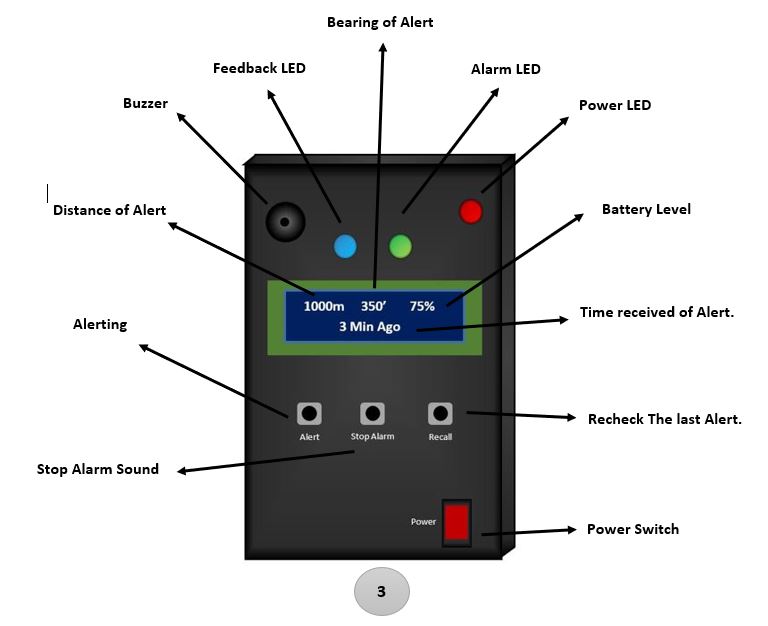 Bearing of Alert
Feedback LED
Alarm LED
Buzzer
Power LED
Distance of Alert
Battery Level
1000m 350′ 75%
3 Min Ago
Time received of Alert.
Alerting
Recheck The last Alert.
Alert
Stop Alarm
Recall
Stop Alarm Sound
Power
Power Switch
3